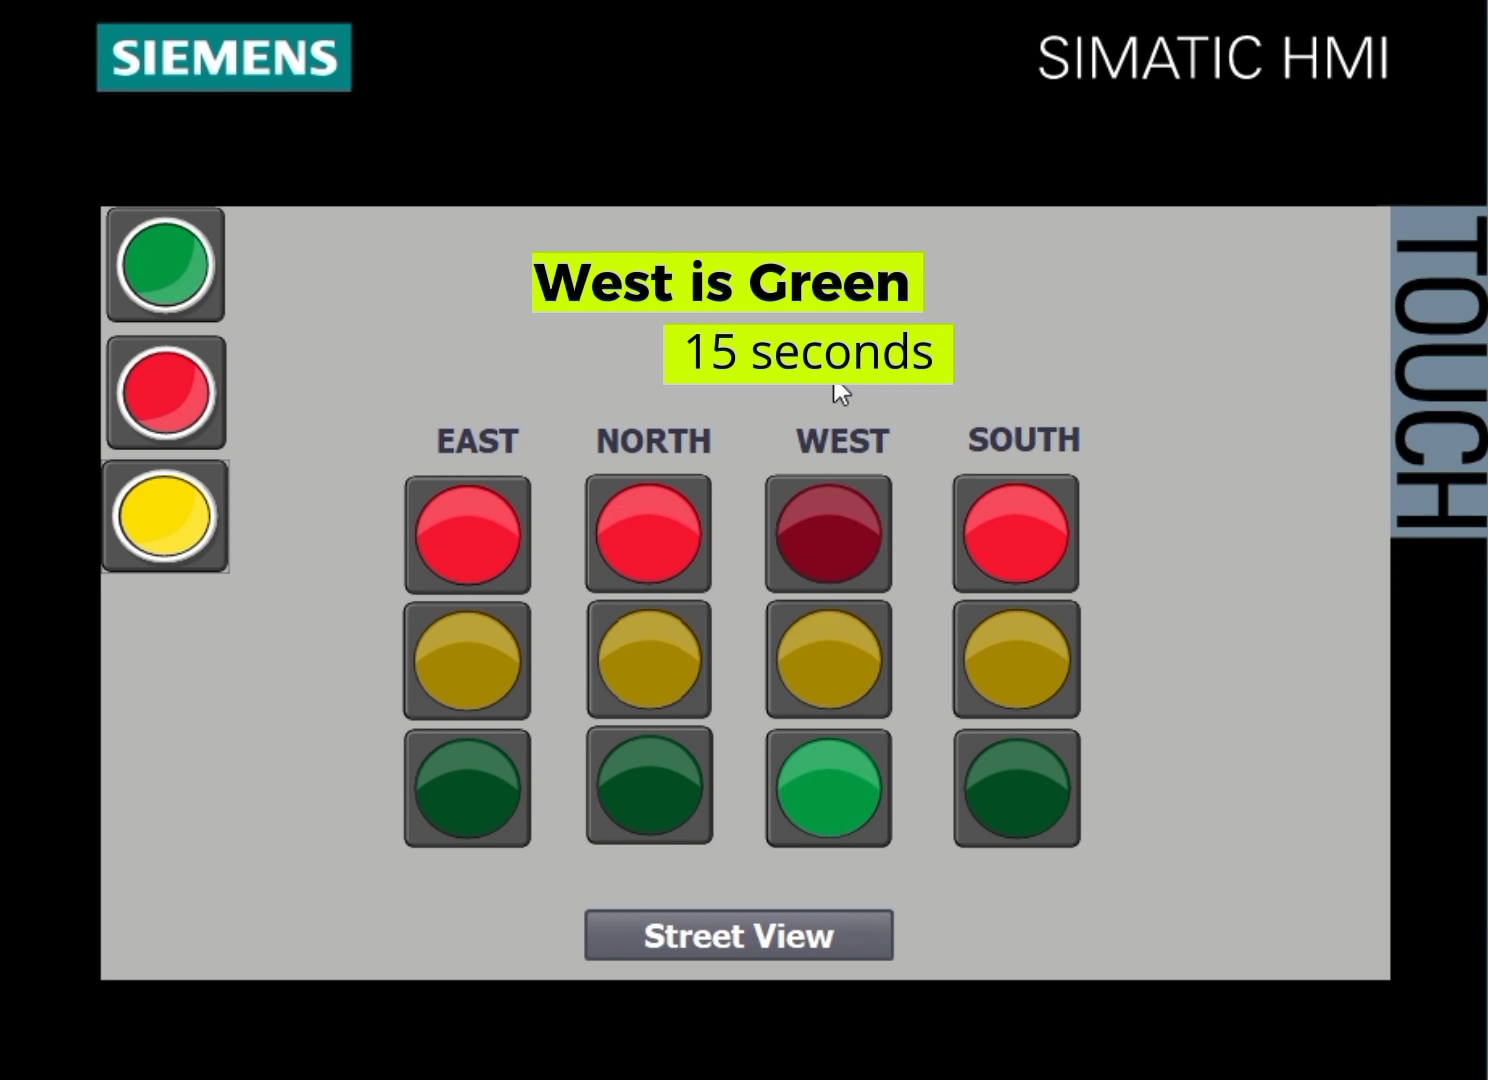 SIEMENS
SIMATIC HMI
TOUCH
West is Green
15 seconds
EAST NORTH WEST SOUTH
Street View